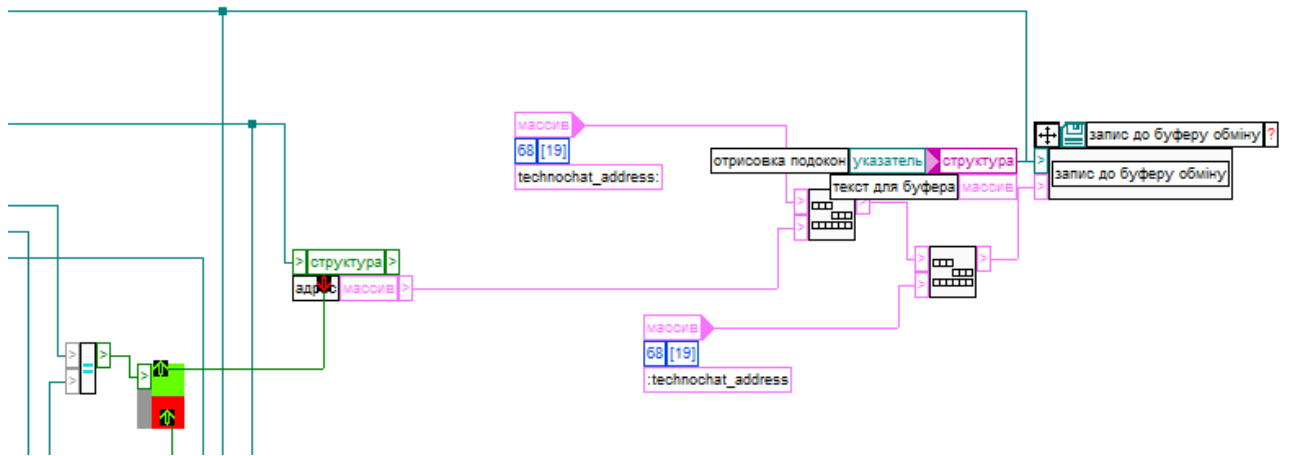 массив
68 [19]
technochat_address:
запис до буферу обміну ?
отрисовка подокон указатель структура
запис до буферу обміну
текст для буфера массив
структура
массив
массив
68 [19]
:technochat_address